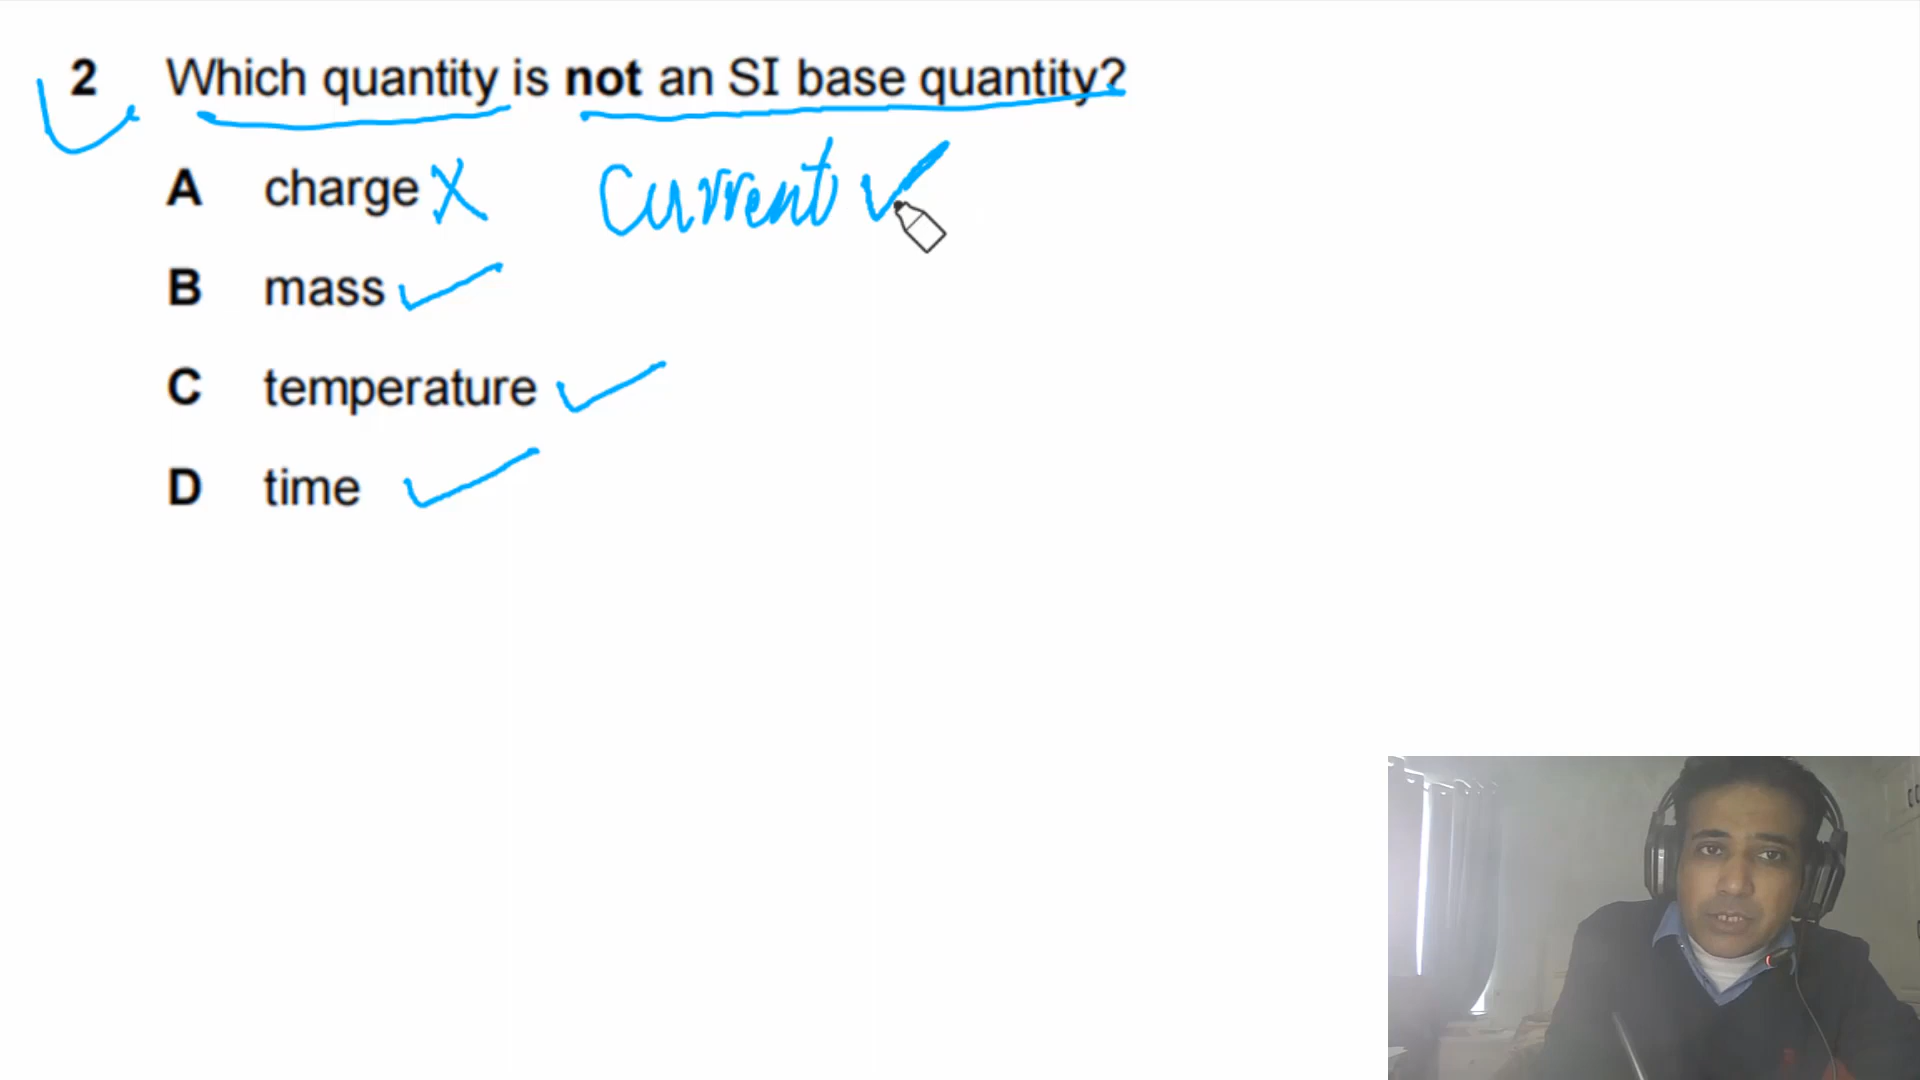 2 Which quantity is not an SI base quantity?
A charge X Current ✓
B mass ✓
C temperature ✓
D time ✓